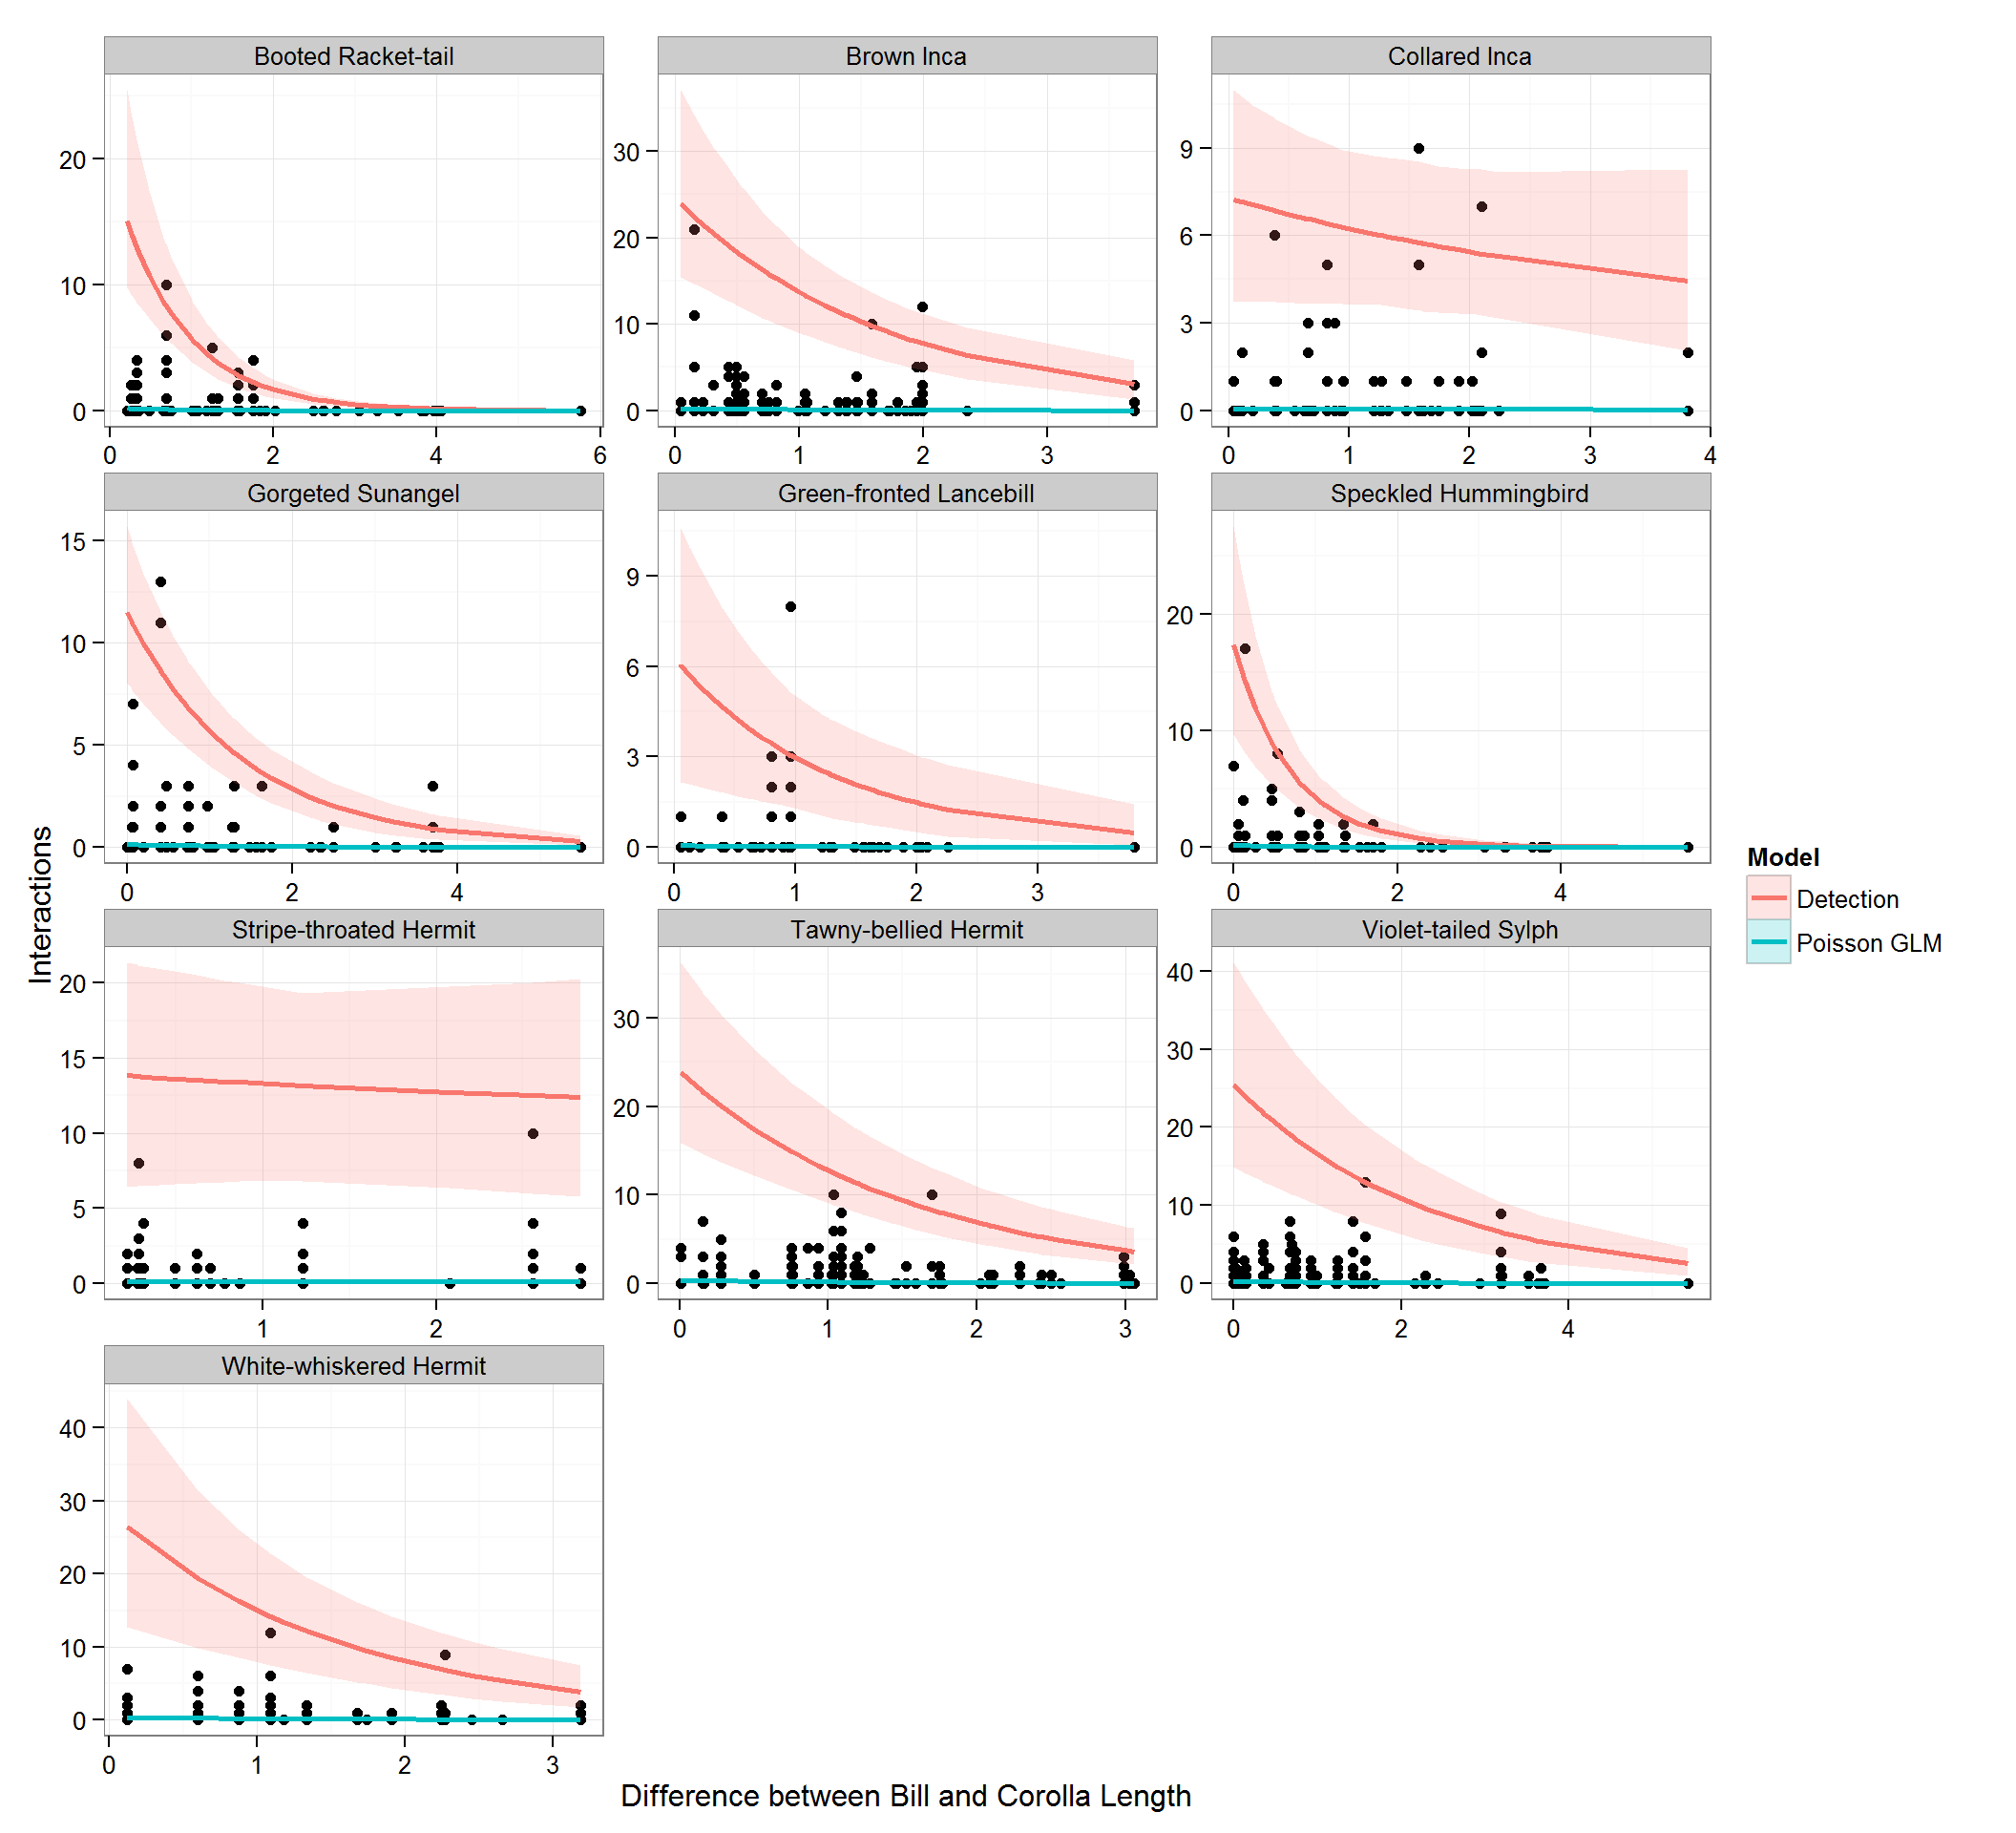 Booted Racket-tail
Brown Inca
Collared Inca
20
10
0
30
20
10
0
9
6
3
0
0 2 4 6
0 1 2 3
0 1 2 3 4
Gorgeted Sunangel
Green-fronted Lancebill
Speckled Hummingbird
15
10
5
0
9
6
3
0
20
10
0
0 2 4
0 1 2 3
0 2 4
Interactions
Model
Detection
Poisson GLM
Stripe-throated Hermit
Tawny-bellied Hermit
Violet-tailed Sylph
20
15
10
5
0
30
20
10
0
40
30
20
10
0
1 2
0 1 2 3
0 2 4
White-whiskered Hermit
40
30
20
10
0
0 1 2 3
Difference between Bill and Corolla Length